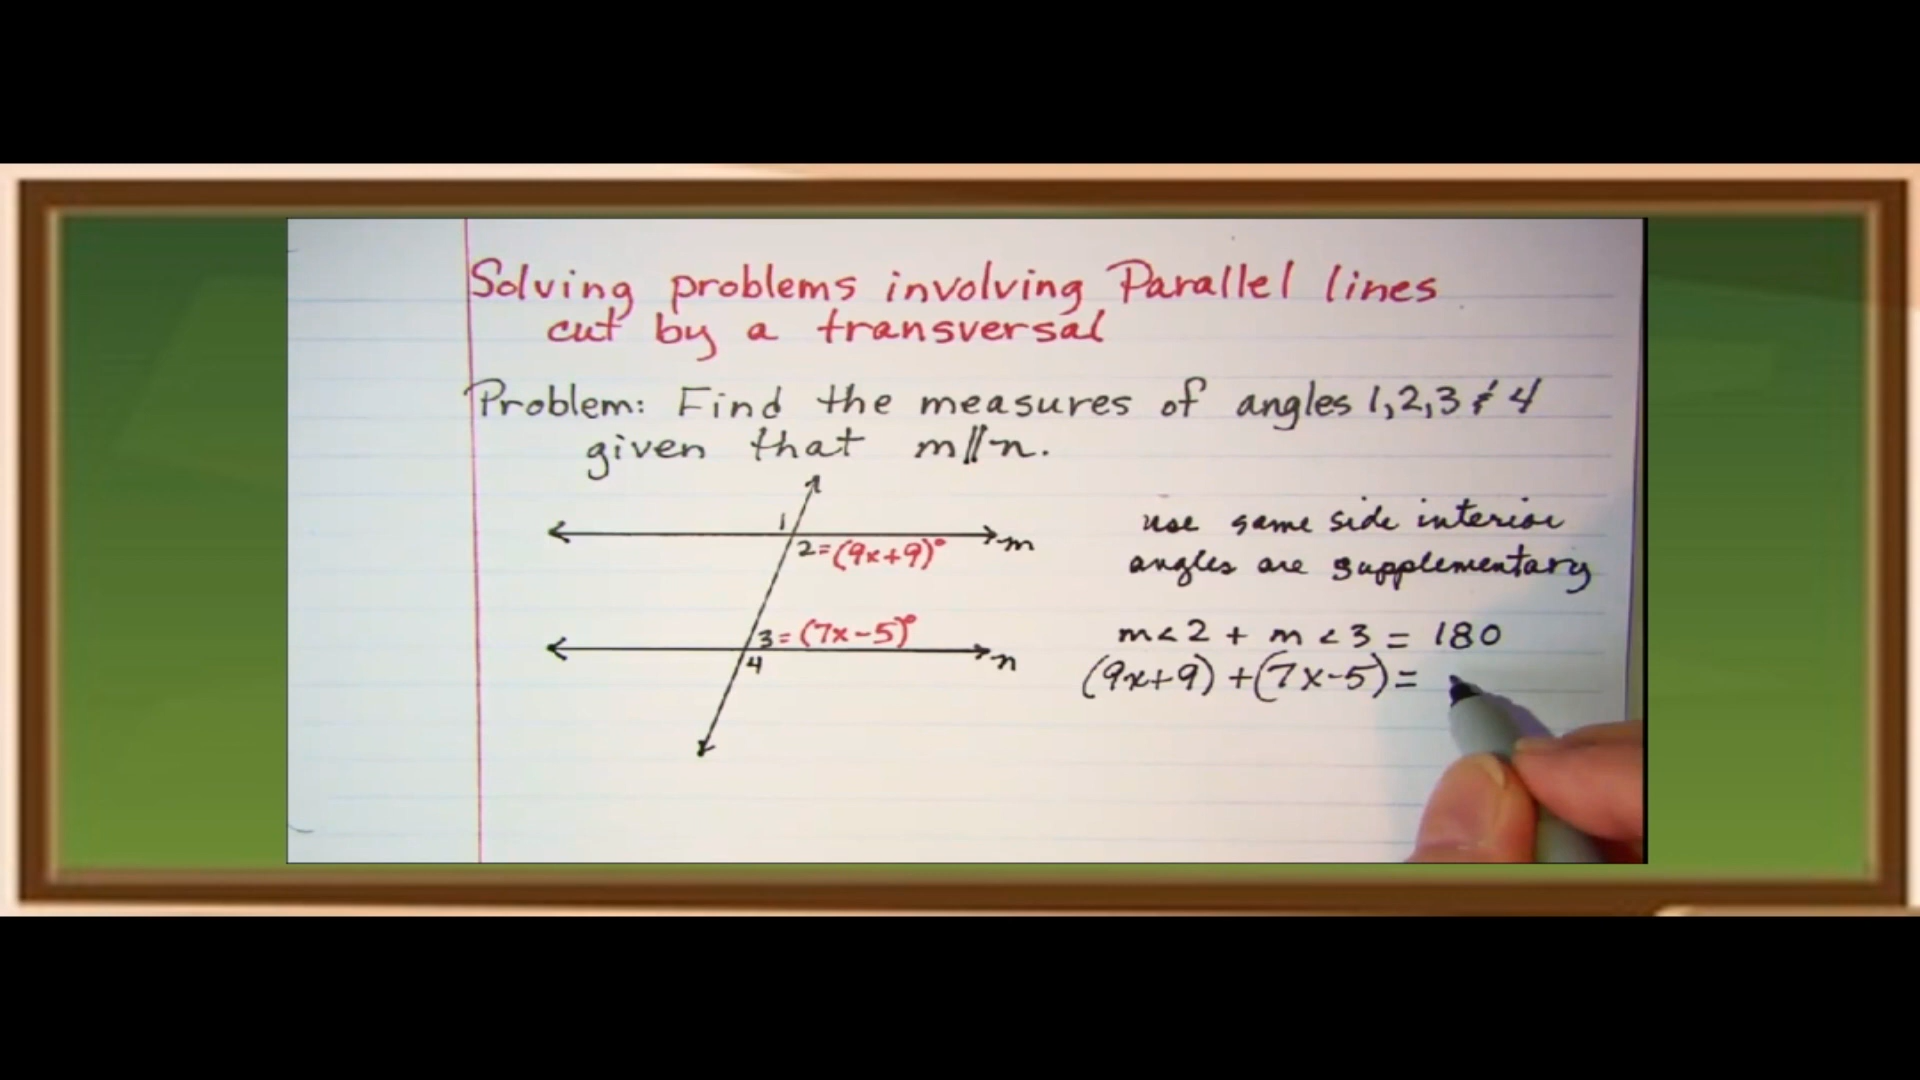 Solving problems involving Parallel lines
cut by a transversal
Problem: Find the measures of angles 1,2,3 & 4
given that m∥n.
1
m
2=(9x+9)°
3=(7x-5)°
4
n
use same side interior
angles are supplementary
m<2 + m<3 = 180
(9x+9)+(7x-5)=